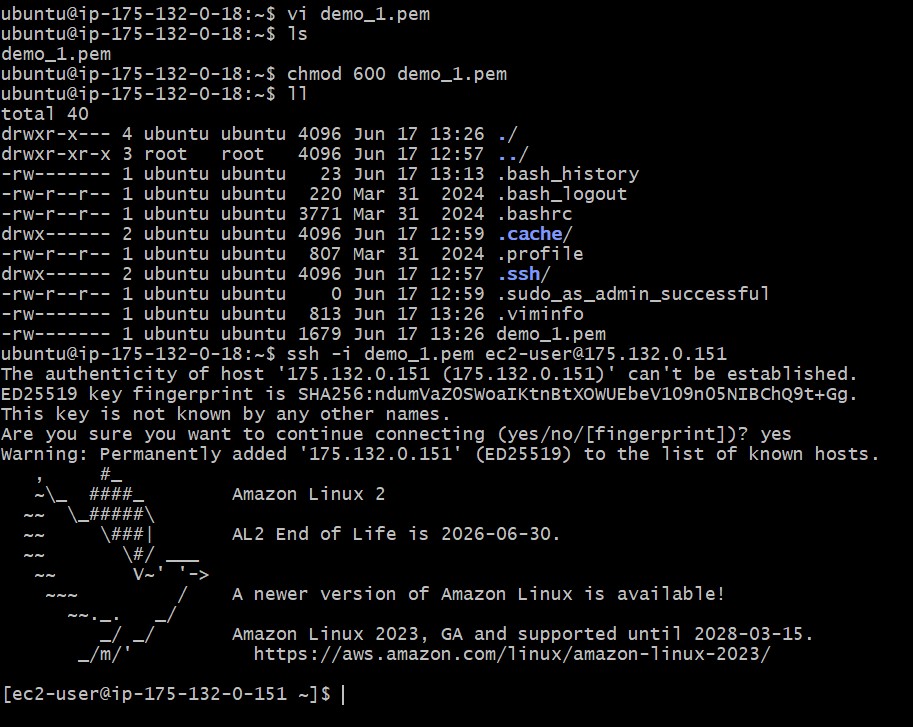 ubuntu@ip-175-132-0-18:~$ vi demo_1.pem
ubuntu@ip-175-132-0-18:~$ ls
demo_1.pem
ubuntu@ip-175-132-0-18:~$ chmod 600 demo_1.pem
ubuntu@ip-175-132-0-18:~$ ll
total 40
drwxr-x--- 4 ubuntu ubuntu 4096 Jun 17 13:26 ./
drwxr-xr-x 3 root   root   4096 Jun 17 12:57 ../
-rw------- 1 ubuntu ubuntu   23 Jun 17 13:13 .bash_history
-rw-r--r-- 1 ubuntu ubuntu  220 Mar 31  2024 .bash_logout
-rw-r--r-- 1 ubuntu ubuntu 3771 Mar 31  2024 .bashrc
drwx------ 2 ubuntu ubuntu 4096 Jun 17 12:59 .cache/
-rw-r--r-- 1 ubuntu ubuntu  807 Mar 31  2024 .profile
drwx------ 2 ubuntu ubuntu 4096 Jun 17 12:57 .ssh/
-rw-r--r-- 1 ubuntu ubuntu    0 Jun 17 12:59 .sudo_as_admin_successful
-rw------- 1 ubuntu ubuntu  813 Jun 17 13:26 .viminfo
-rw------- 1 ubuntu ubuntu 1679 Jun 17 13:26 demo_1.pem
ubuntu@ip-175-132-0-18:~$ ssh -i demo_1.pem ec2-user@175.132.0.151
The authenticity of host '175.132.0.151 (175.132.0.151)' can't be established.
ED25519 key fingerprint is SHA256:ndumVaZ0SWoaIKtnBtXOWUEbeV1O9n05NIBChQ9t+Gg.
This key is not known by any other names.
Are you sure you want to continue connecting (yes/no/[fingerprint])? yes
Warning: Permanently added '175.132.0.151' (ED25519) to the list of known hosts.
   ,     #_
   ~\_  ####_        Amazon Linux 2
  ~~  \_#####\
  ~~     \###|       AL2 End of Life is 2026-06-30.
  ~~       \#/ ___
   ~~       V~' '->
    ~~~         /    A newer version of Amazon Linux is available!
      ~~._.   _/
         _/ _/       Amazon Linux 2023, GA and supported until 2028-03-15.
       _/m/'           https://aws.amazon.com/linux/amazon-linux-2023/
[ec2-user@ip-175-132-0-151 ~]$